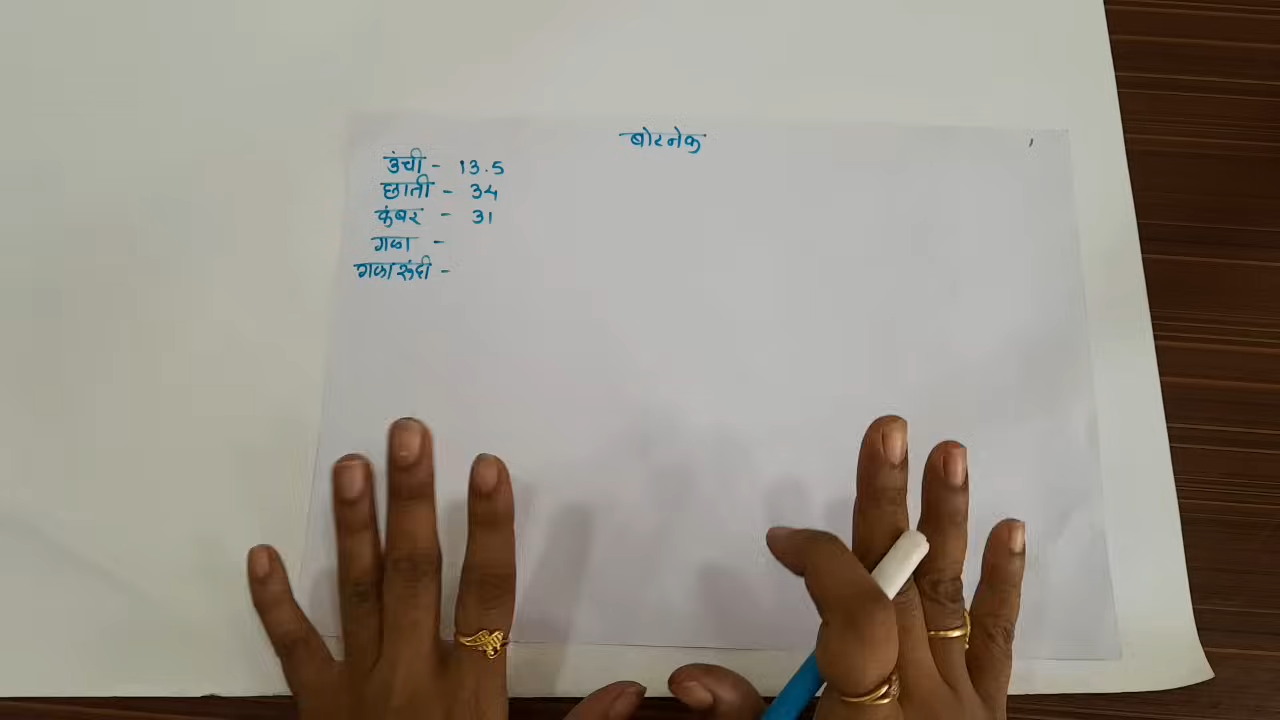 बोटनेक
उंची - 13.5
छाती - 34
कुंबर - 31
गळा -
गळा रुंदी -